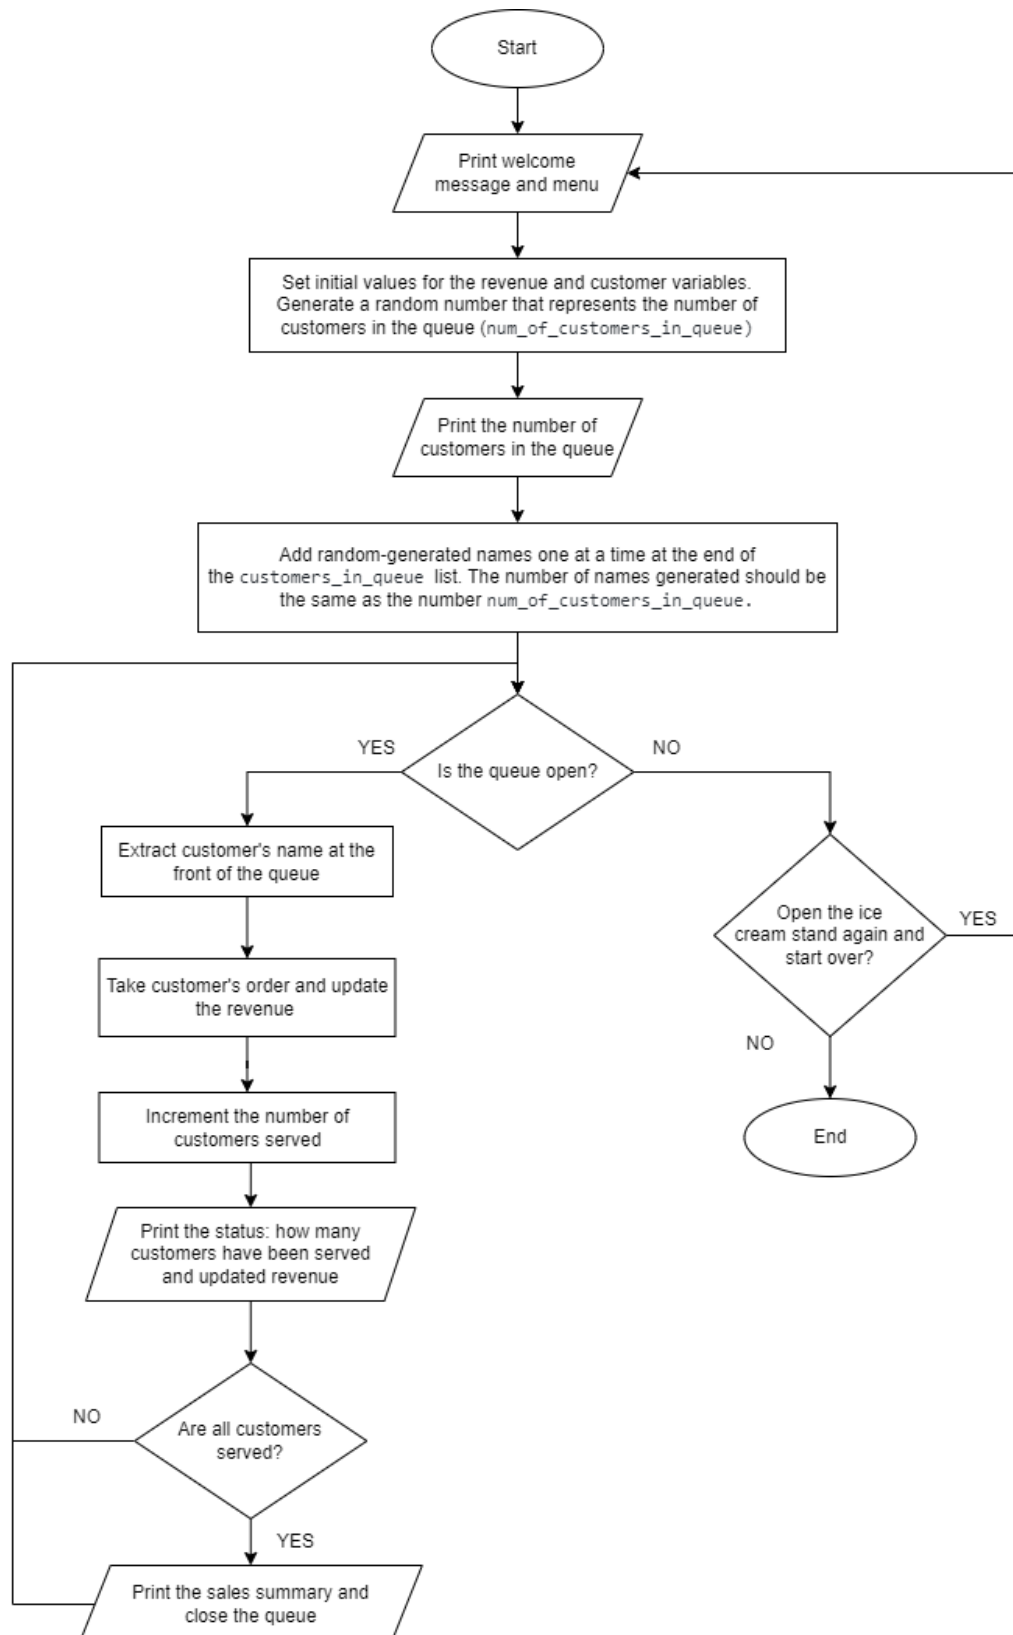 Start
Print welcome
message and menu
Set initial values for the revenue and customer variables.
Generate a random number that represents the number of
customers in the queue (num_of_customers_in_queue)
Print the number of
customers in the queue
Add random-generated names one at a time at the end of
the customers_in_queue list. The number of names generated should be
the same as the number num_of_customers_in_queue.
YES
NO
Is the queue open?
Extract customer's name at the
front of the queue
Open the ice
cream stand again and
start over?
YES
Take customer's order and update
the revenue
NO
Increment the number of
customers served
End
Print the status: how many
customers have been served
and updated revenue
NO
Are all customers
served?
YES
Print the sales summary and
close the queue